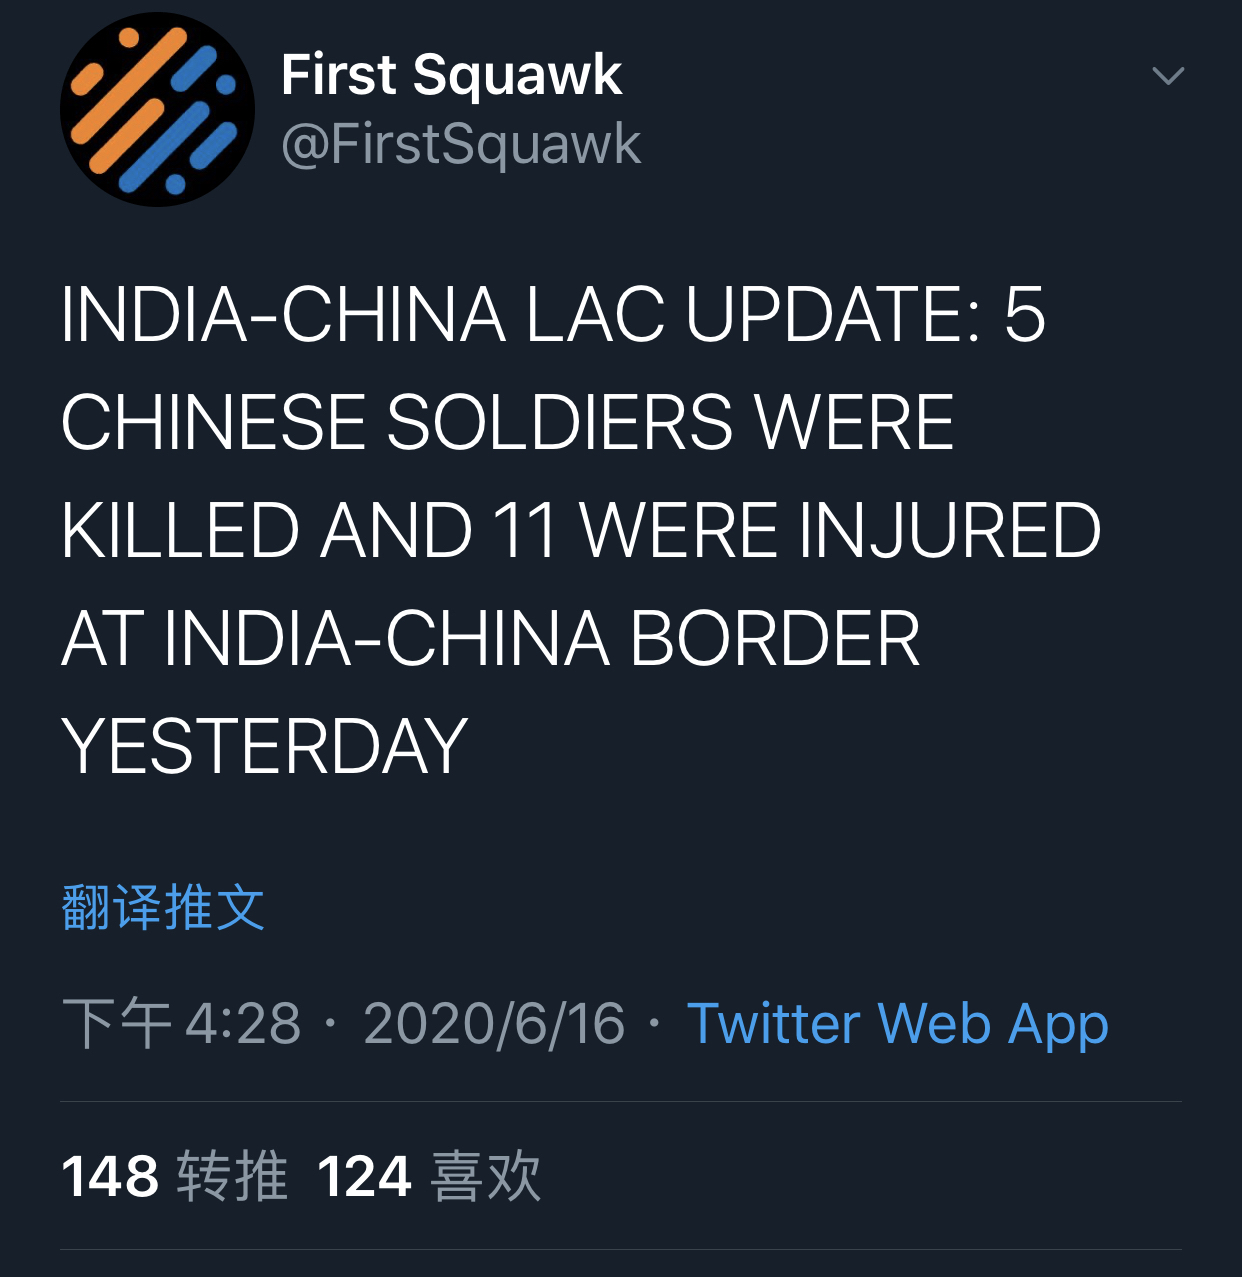 First Squawk
@FirstSquawk
INDIA-CHINA LAC UPDATE: 5
CHINESE SOLDIERS WERE
KILLED AND 11 WERE INJURED
AT INDIA-CHINA BORDER
YESTERDAY
翻译推文
下午 4:28 · 2020/6/16 · Twitter Web App
148 转推 124 喜欢